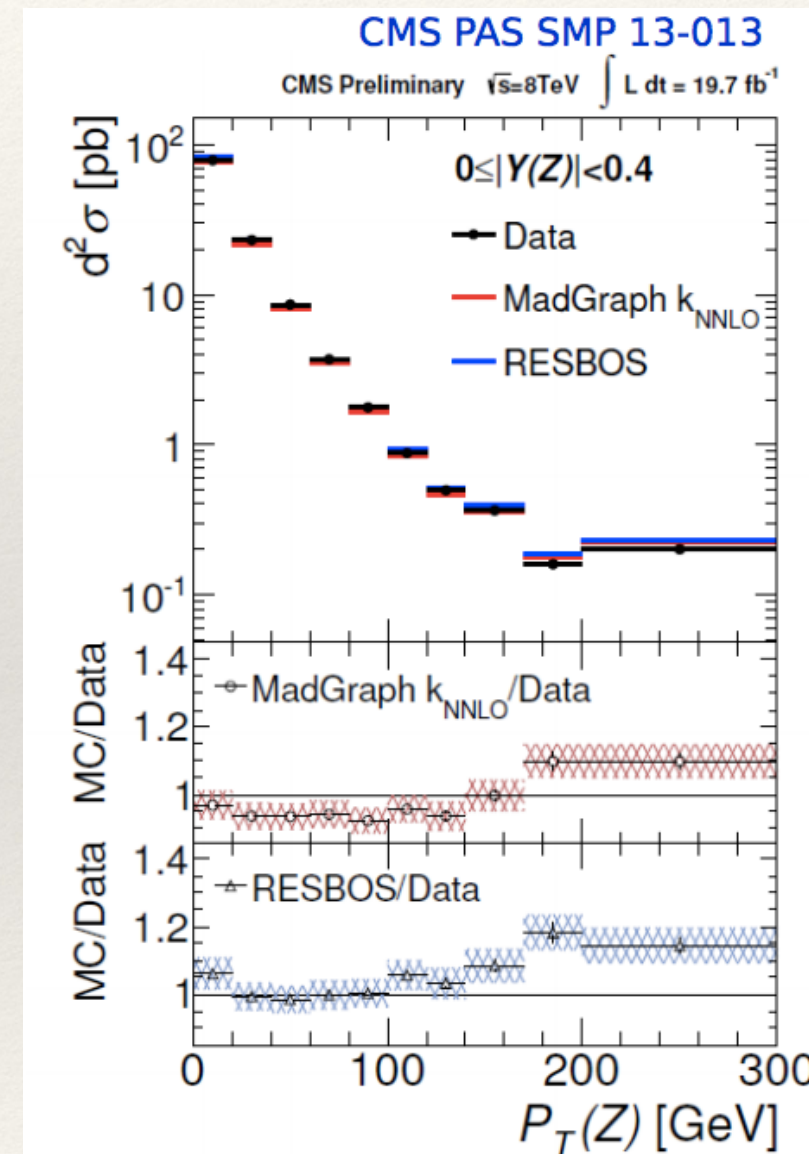 CMS PAS SMP 13-013
CMS Preliminary √s=8TeV ∫ L dt = 19.7 fb⁻¹
d²σ [pb]
10²
10
1
10⁻¹
0≤|Y(Z)|<0.4
Data
MadGraph k_NNLO
RESBOS
MC/Data
1.4
1.2
1
MadGraph k_NNLO/Data
MC/Data
1.4
1.2
1
RESBOS/Data
0 100 200 300
P_T(Z) [GeV]